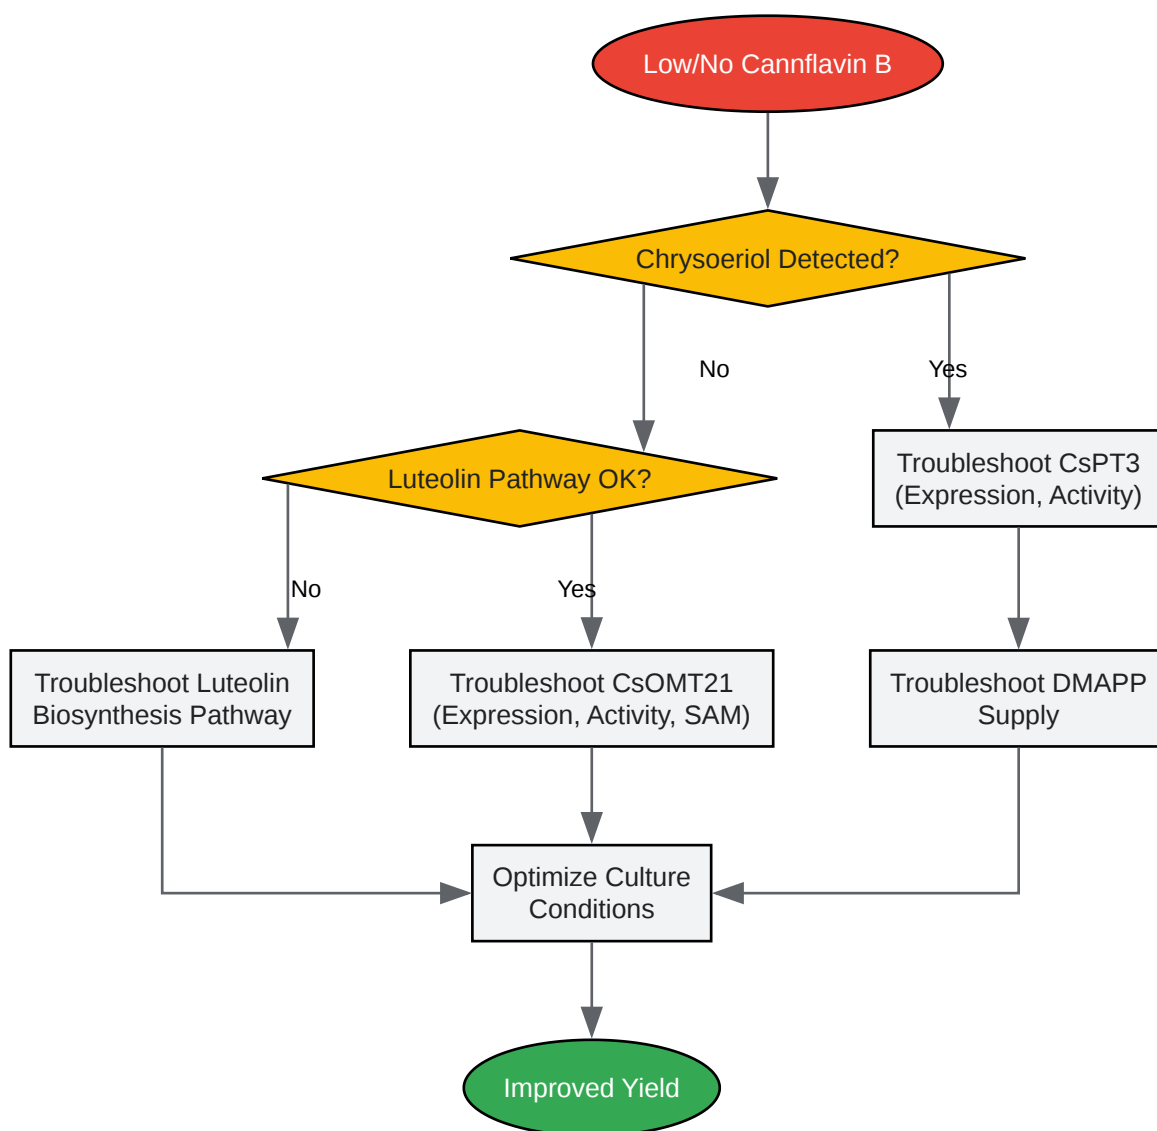 Low/No Cannflavin B
Chrysoeriol Detected?
No
Yes
Luteolin Pathway OK?
Troubleshoot CsPT3
(Expression, Activity)
No
Yes
Troubleshoot Luteolin
Biosynthesis Pathway
Troubleshoot CsOMT21
(Expression, Activity, SAM)
Troubleshoot DMAPP
Supply
Optimize Culture
Conditions
Improved Yield